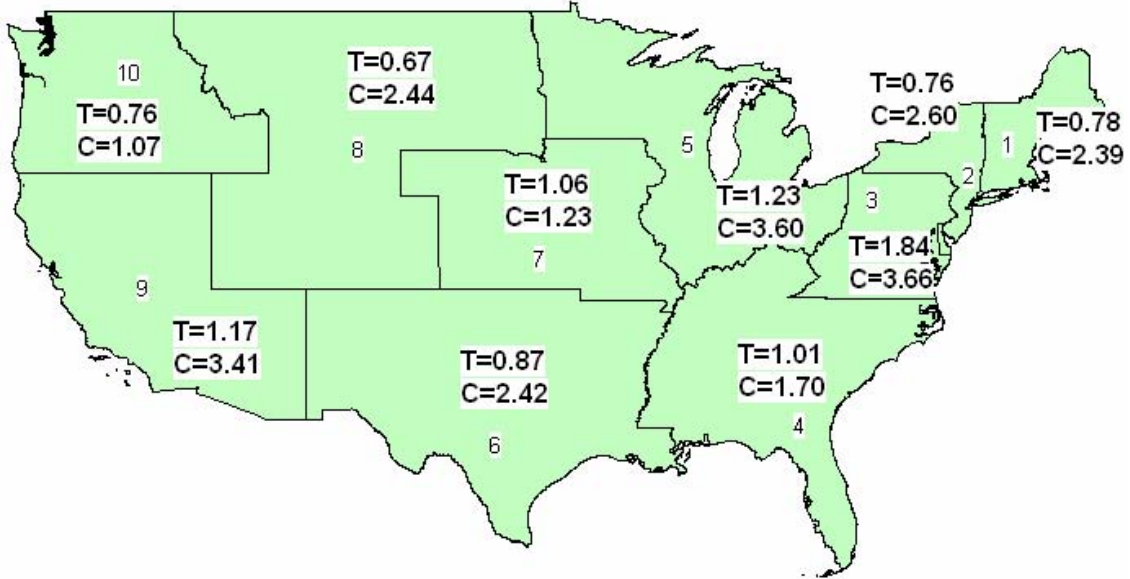 10
T=0.76
C=1.07
T=0.67
C=2.44
8
5
T=0.76
C=2.60
1
T=0.78
C=2.39
2
3
T=1.06
C=1.23
7
T=1.23
C=3.60
T=1.84
C=3.66
9
T=1.17
C=3.41
T=0.87
C=2.42
6
T=1.01
C=1.70
4